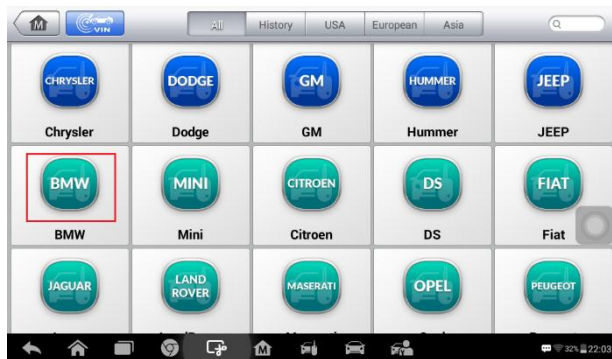 M VIN All History USA European Asia
CHRYSLER DODGE GM HUMMER JEEP
Chrysler Dodge GM Hummer JEEP
BMW MINI CITROEN DS FIAT
BMW Mini Citroen DS Fiat
JAGUAR LAND ROVER MASERATI OPEL PEUGEOT
M 32% 22:03